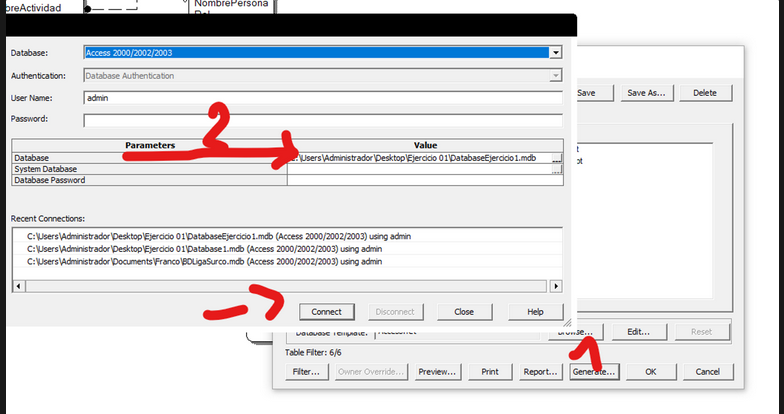 oreActividad
NombrePersona
Rol
Database: Access 2000/2002/2003
Authentication: Database Authentication
User Name: admin
Password:
Save Save As... Delete
2
Parameters Value
Database C:\Users\Administrador\Desktop\Ejercicio 01\DatabaseEjercicio1.mdb ...
System Database ...
Database Password
Recent Connections:
C:\Users\Administrador\Desktop\Ejercicio 01\DatabaseEjercicio1.mdb (Access 2000/2002/2003) using admin
C:\Users\Administrador\Desktop\Ejercicio 01\Database1.mdb (Access 2000/2002/2003) using admin
C:\Users\Administrador\Documents\Franco\BDLigaSurco.mdb (Access 2000/2002/2003) using admin
Connect Disconnect Close Help
Database Template: Browse... Edit... Reset
Table Filter: 6/6
Filter... Owner Override... Preview... Print Report... Generate... OK Cancel